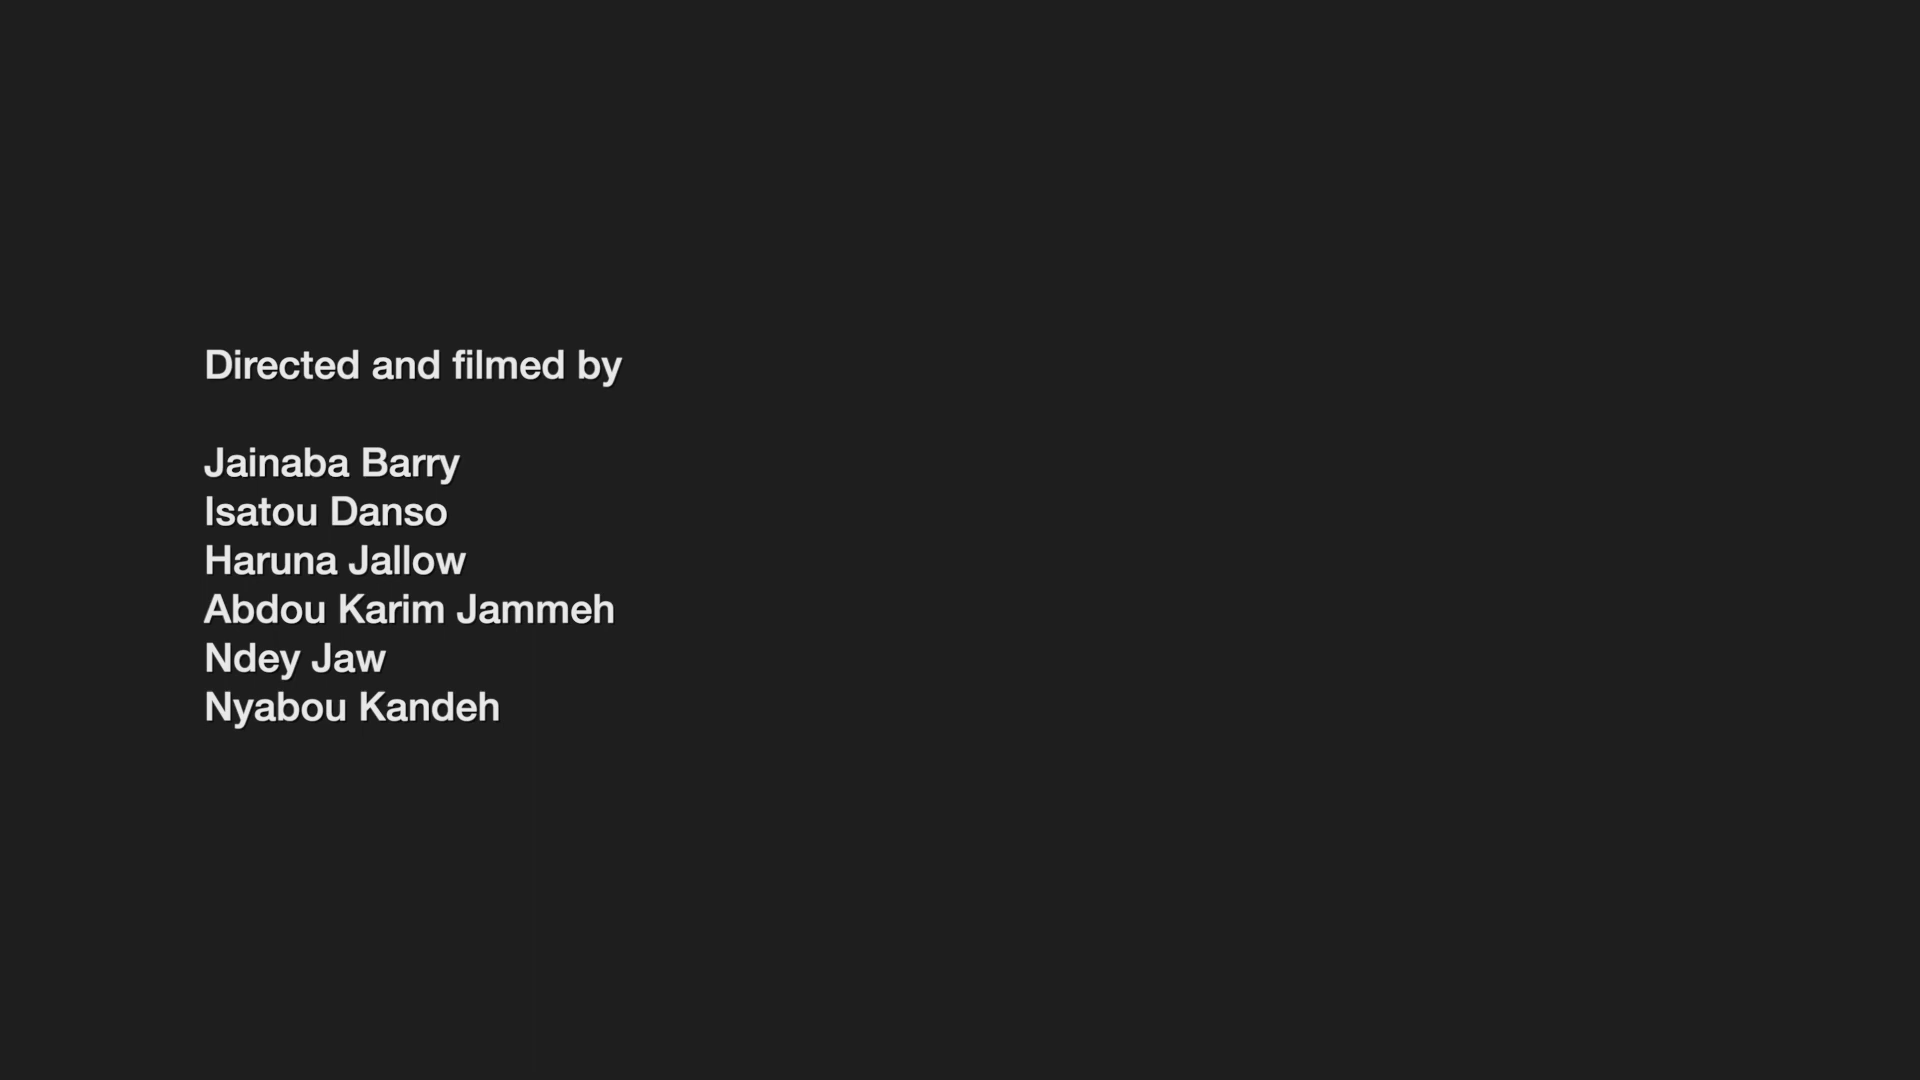 Directed and filmed by
Jainaba Barry
Isatou Danso
Haruna Jallow
Abdou Karim Jammeh
Ndey Jaw
Nyabou Kandeh